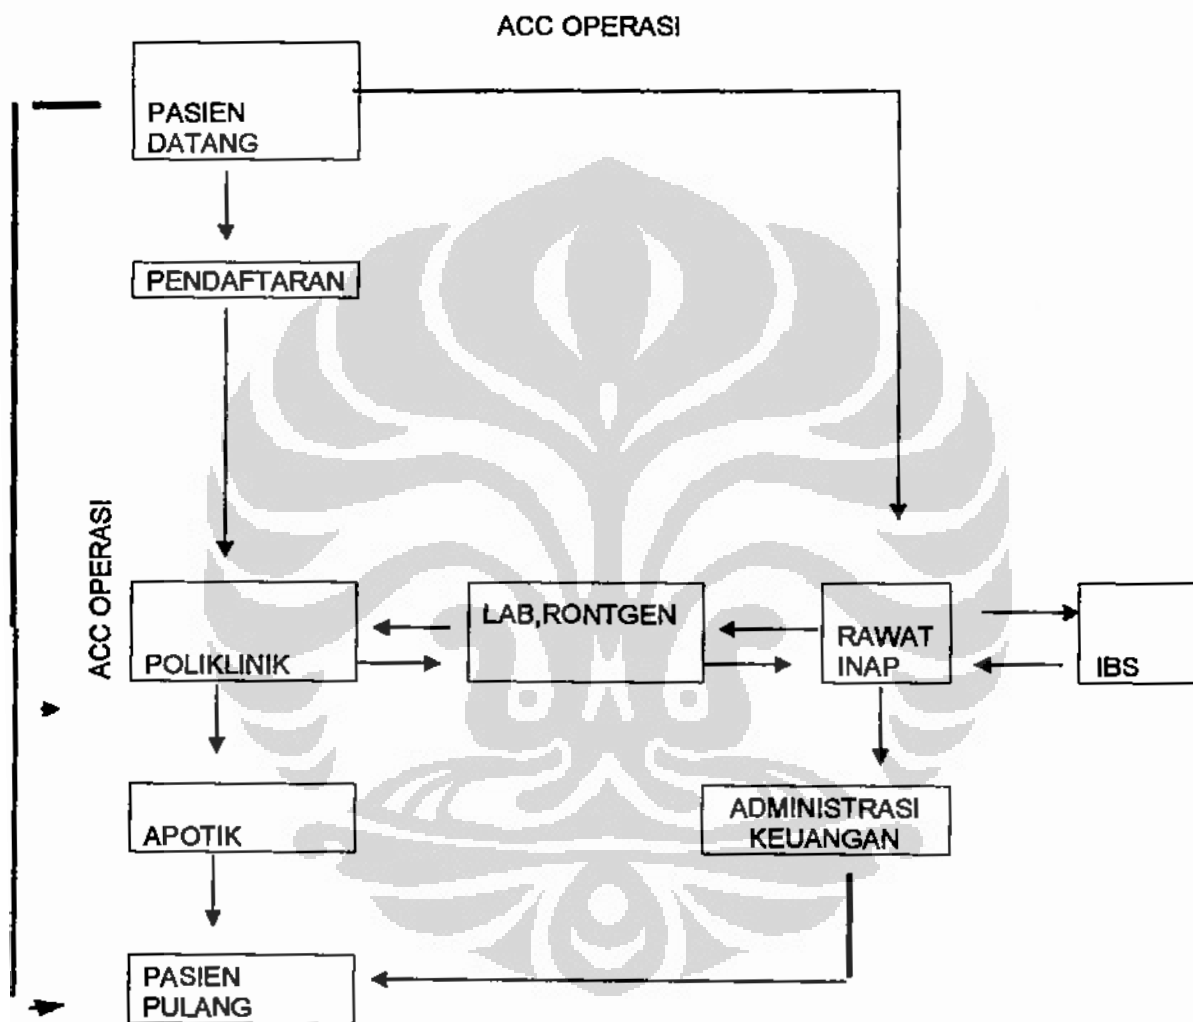 ACC OPERASI
PASIEN
DATANG
PENDAFTARAN
ACC OPERASI
POLIKLINIK
LAB,RONTGEN
RAWAT
INAP
IBS
APOTIK
ADMINISTRASI
KEUANGAN
PASIEN
PULANG